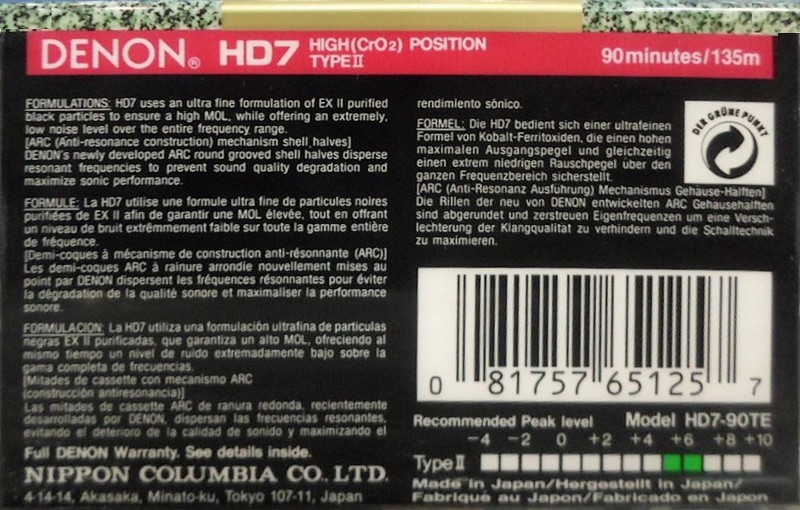 DENON® HD7 HIGH(CrO2) POSITION TYPE II 90minutes/135m
FORMULATIONS: HD7 uses an ultra fine formulation of EX II purified
black particles to ensure a high MOL, while offering an extremely,
low noise level over the entire frequency range.
[ARC (Anti-resonance construction) mechanism shell halves]
DENON's newly developed ARC round grooved shell halves disperse
resonant frequencies to prevent sound quality degradation and
maximize sonic performance.
FORMULE: La HD7 utilise une formule ultra fine de particules noires
purifiées de EX II afin de garantir une MOL élevée, tout en offrant
un niveau de bruit extrêmmement faible sur toute la gamme entière
de fréquence.
[Demi-coques à mécanisme de construction anti-résonnante (ARC)]
Les demi-coques ARC à rainure arrondie nouvellement mises au
point par DENON dispersent les fréquences résonnantes pour éviter
la dégradation de la qualité sonore et maximaliser la performance
sonore.
FORMULACION: La HD7 utiliza una formulación ultrafina de particulas
negras EX II purificadas, que garantiza un alto MOL, ofreciendo al
mismo tiempo un nivel de ruido extremadamente bajo sobre la
gama completa de frecuencias.
[Mitades de cassette con mecanismo ARC
(construcción antiresonancia)]
Las mitades de cassette ARC de ranura redonda, recientemente
desarrolladas por DENON, dispersan las frecuencias resonantes,
evitando el deterioro de la calidad de sonido y maximizando el
Full DENON Warranty. See details inside.
NIPPON COLUMBIA CO., LTD.
4-14-14, Akasaka, Minato-ku, Tokyo 107-11, Japan
rendimiento sónico.
FORMEL: Die HD7 bedient sich einer ultrafeinen
Formel von Kobalt-Ferritoxiden, die einen hohen
maximalen Ausgangspegel und gleichzeitig
einen extrem niedrigen Rauschpegel über den
ganzen Frequenzbereich sicherstellt.
[ARC (Anti-Resonanz Ausführung) Mechanismus Gehäuse-Hälften]
Die Rillen der neu von DENON entwickelten ARC Gehäusehälften
sind abgerundet und zerstreuen Eigenfrequenzen um eine Versch-
lechterung der Klangqualität zu verhindern und die Schalltechnik
zu maximieren.
DER GRÜNE PUNKT
0 81757 65125 7
Recommended Peak level Model HD7-90TE
-4 -2 0 +2 +4 +6 +8 +10
Type II
Made in Japan/Hergestellt in Japan/
Fabriqué au Japon/Fabricado en Japon